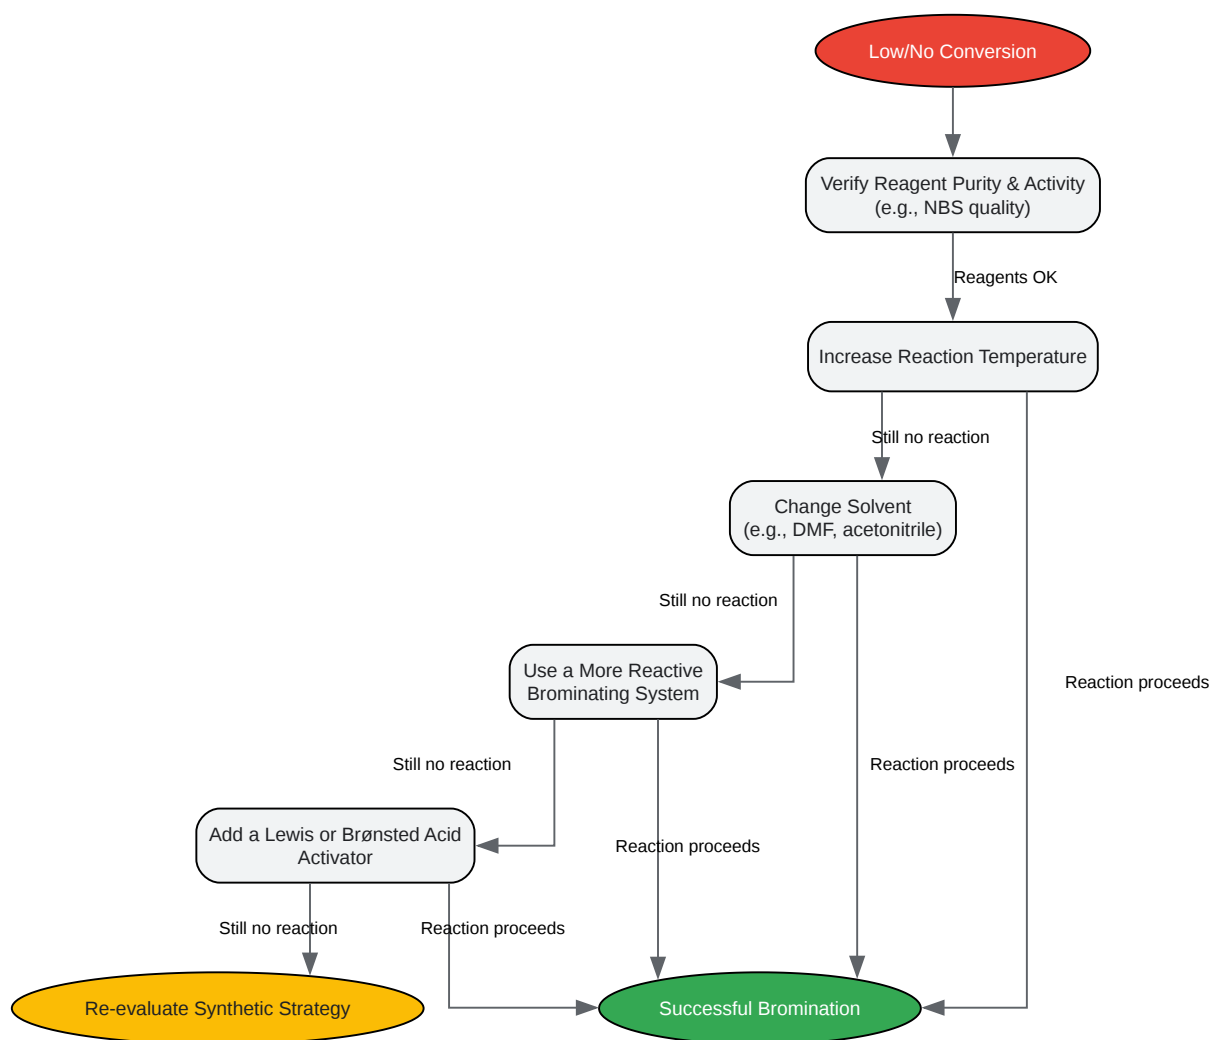 Low/No Conversion
Verify Reagent Purity & Activity
(e.g., NBS quality)
Reagents OK
Increase Reaction Temperature
Still no reaction
Change Solvent
(e.g., DMF, acetonitrile)
Still no reaction
Use a More Reactive
Brominating System
Reaction proceeds
Still no reaction
Reaction proceeds
Add a Lewis or Brønsted Acid
Activator
Reaction proceeds
Still no reaction
Reaction proceeds
Re-evaluate Synthetic Strategy
Successful Bromination